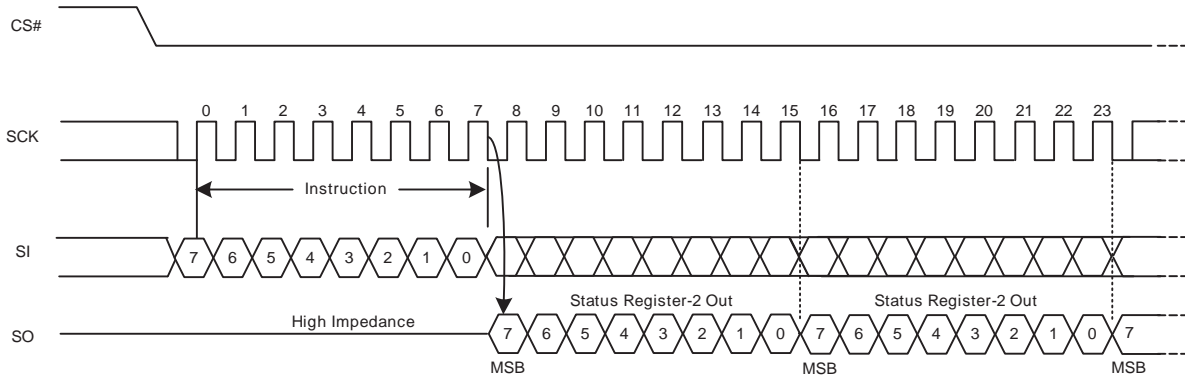 CS#
0 1 2 3 4 5 6 7 8 9 10 11 12 13 14 15 16 17 18 19 20 21 22 23
SCK
Instruction
SI
7 6 5 4 3 2 1 0
Status Register-2 Out Status Register-2 Out
High Impedance
SO
7 6 5 4 3 2 1 0 7 6 5 4 3 2 1 0 7
MSB MSB MSB